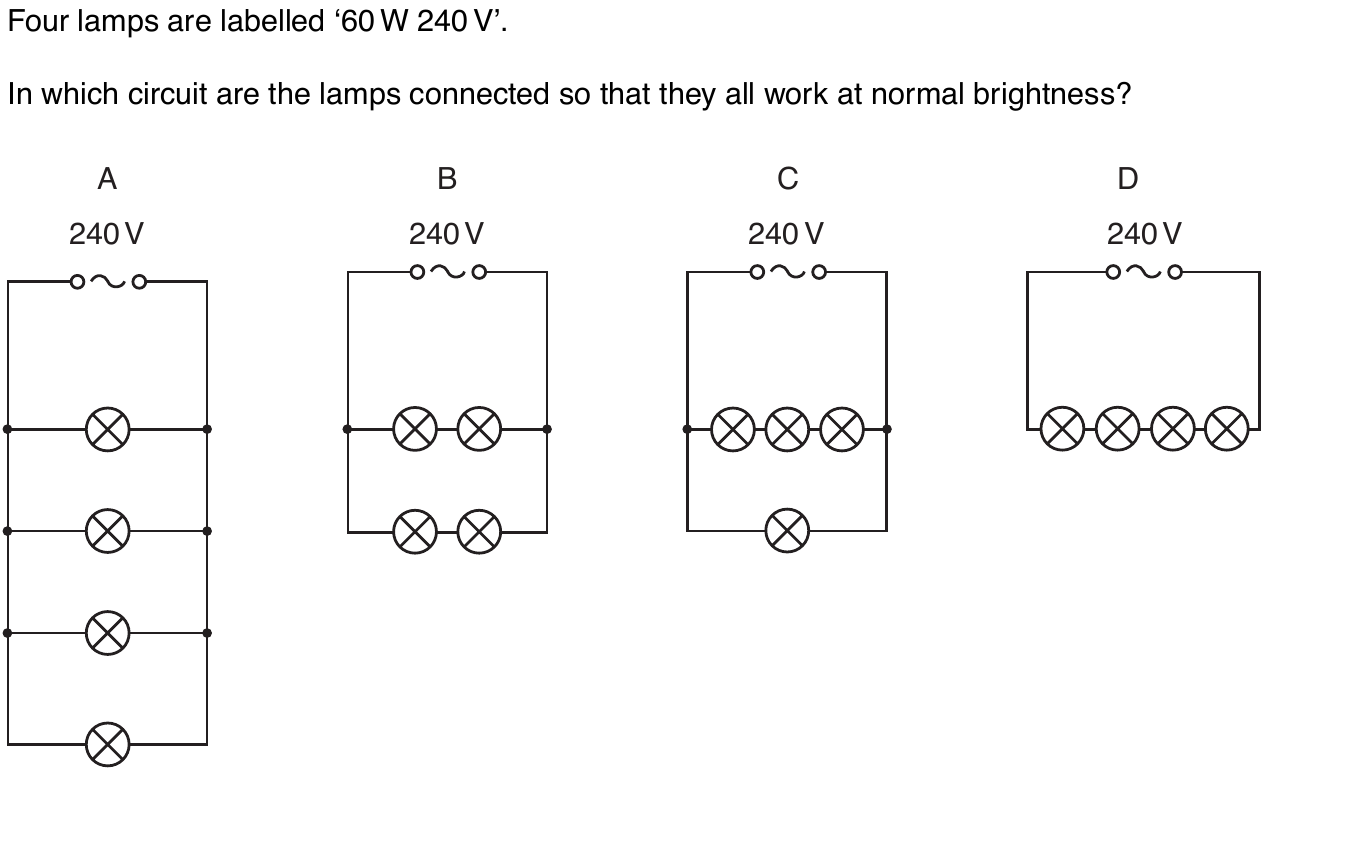 Four lamps are labelled ‘60 W 240 V’.
In which circuit are the lamps connected so that they all work at normal brightness?
A B C D
240 V 240 V 240 V 240 V